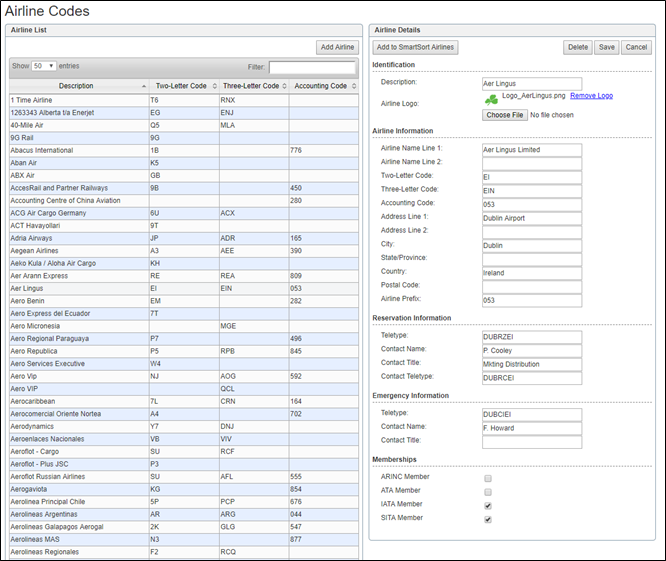 Airline Codes
Airline List
Add Airline
Show 50 entries Filter:
Description Two-Letter Code Three-Letter Code Accounting Code
1 Time Airline T6 RNX
1263343 Alberta t/a Enerjet EG ENJ
40-Mile Air Q5 MLA
9G Rail 9G
Abacus International 1B 776
Aban Air K5
ABX Air GB
AccesRail and Partner Railways 9B 450
Accounting Centre of China Aviation 280
ACG Air Cargo Germany 6U ACX
ACT Havayollari 9T
Adria Airways JP ADR 165
Aegean Airlines A3 AEE 390
Aeko Kula / Aloha Air Cargo KH
Aer Arann Express RE REA 809
Aer Lingus EI EIN 053
Aero Benin EM 282
Aero Express del Ecuador 7T
Aero Micronesia MGE
Aero Regional Paraguaya P7 496
Aero Republica P5 RPB 845
Aero Services Executive W4
Aero Vip NJ AOG 592
Aero VIP QCL
Aerocaribbean 7L CRN 164
Aerocomercial Oriente Nortea A4 702
Aerodynamics Y7 DNJ
Aeroenlaces Nacionales VB VIV
Aeroflot - Cargo SU RCF
Aeroflot - Plus JSC P3
Aeroflot Russian Airlines SU AFL 555
Aerogaviota KG 854
Aerolinea Principal Chile 5P PCP 676
Aerolineas Argentinas AR ARG 044
Aerolineas Galapagos Aerogal 2K GLG 547
Aerolineas MAS N3 877
Aerolineas Regionales F2 RCQ
Airline Details
Add to SmartSort Airlines Delete Save Cancel
Identification
Description: Aer Lingus
Airline Logo: Logo_AerLingus.png Remove Logo
Choose File No file chosen
Airline Information
Airline Name Line 1: Aer Lingus Limited
Airline Name Line 2:
Two-Letter Code: EI
Three-Letter Code: EIN
Accounting Code: 053
Address Line 1: Dublin Airport
Address Line 2:
City: Dublin
State/Province:
Country: Ireland
Postal Code:
Airline Prefix: 053
Reservation Information
Teletype: DUBRZEI
Contact Name: P. Cooley
Contact Title: Mkting Distribution
Contact Teletype: DUBRCEI
Emergency Information
Teletype: DUBCIEI
Contact Name: F. Howard
Contact Title:
Memberships
ARINC Member
ATA Member
IATA Member
SITA Member